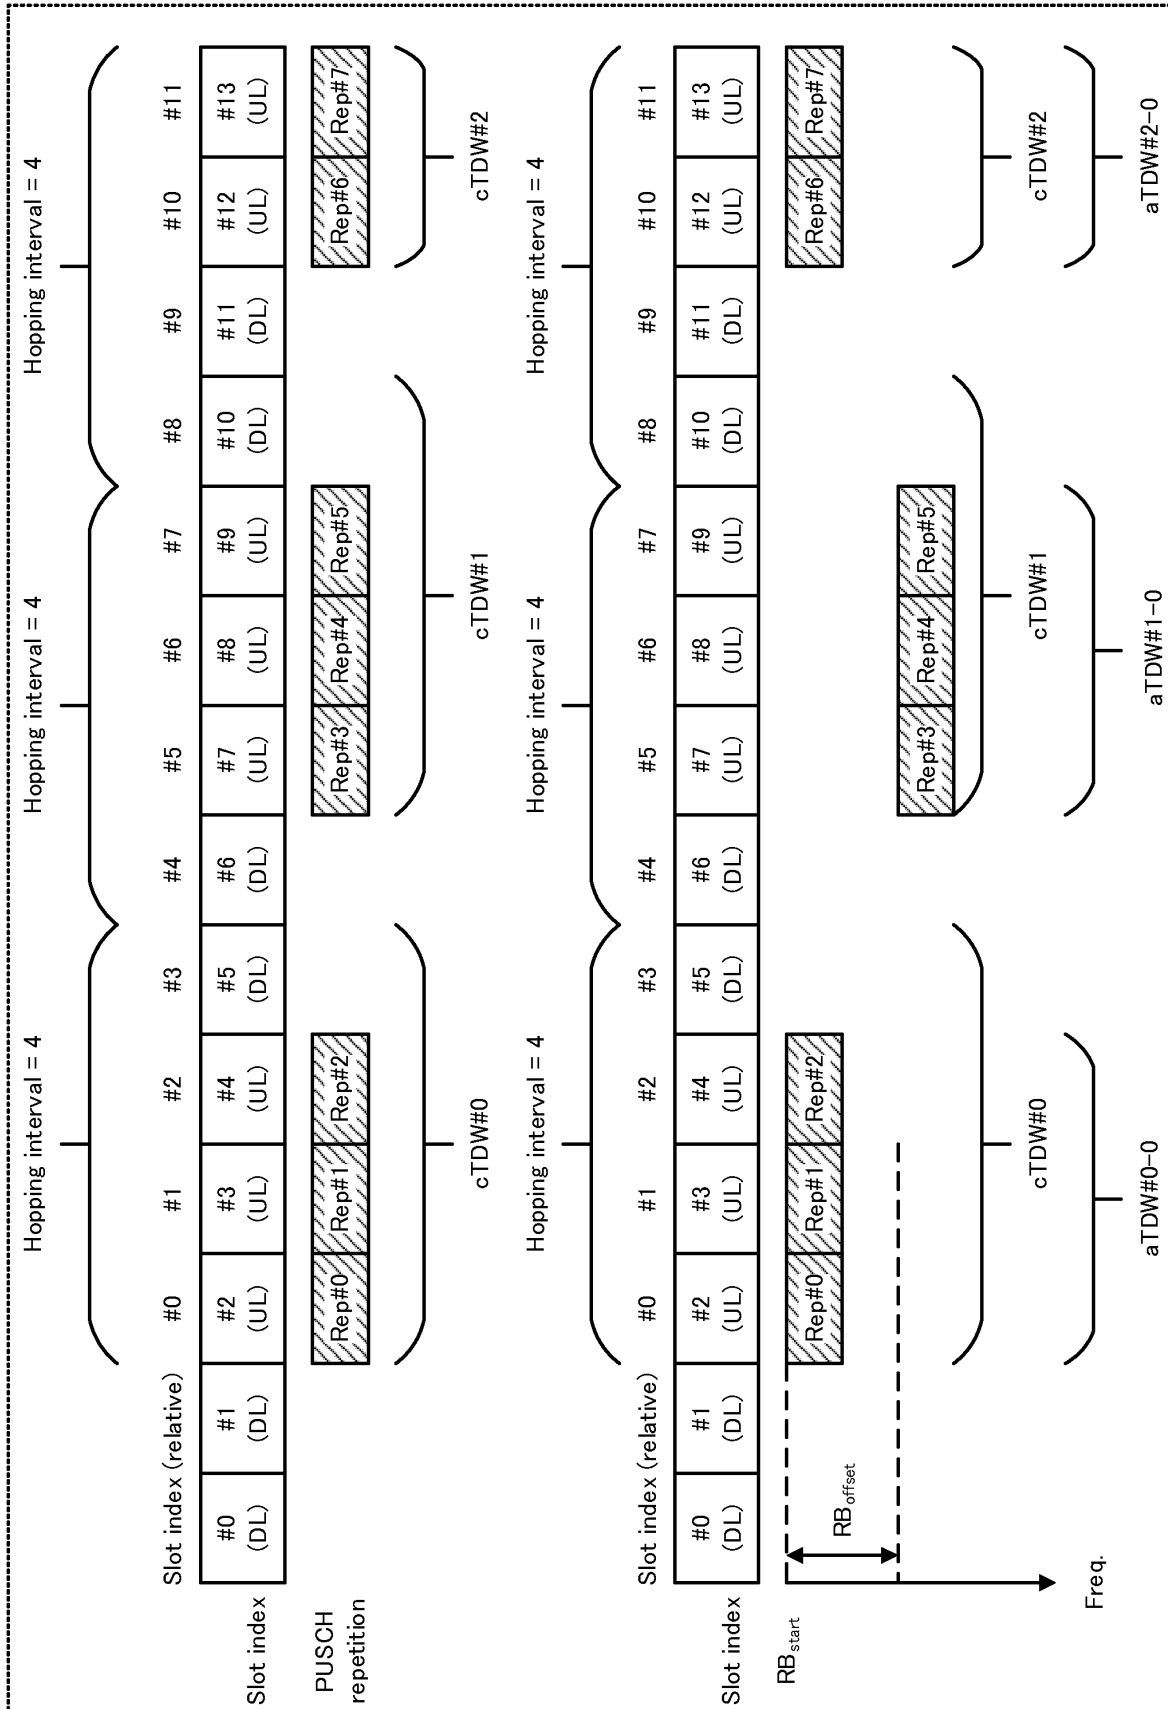 Hopping interval = 4 Hopping interval = 4 Hopping interval = 4
Slot index (relative) #0 #1 #2 #3 #4 #5 #6 #7 #8 #9 #10 #11
Slot index #0 #1 #2 #3 #4 #5 #6 #7 #8 #9 #10 #11 #12 #13
(DL) (DL) (UL) (UL) (UL) (DL) (DL) (UL) (UL) (UL) (DL) (DL) (UL) (UL)
PUSCH
repetition
Rep#0 Rep#1 Rep#2 Rep#3 Rep#4 Rep#5 Rep#6 Rep#7
cTDW#0 cTDW#1 cTDW#2
Hopping interval = 4 Hopping interval = 4 Hopping interval = 4
Slot index (relative) #0 #1 #2 #3 #4 #5 #6 #7 #8 #9 #10 #11
Slot index #0 #1 #2 #3 #4 #5 #6 #7 #8 #9 #10 #11 #12 #13
(DL) (DL) (UL) (UL) (UL) (DL) (DL) (UL) (UL) (UL) (DL) (DL) (UL) (UL)
RBstart Rep#0 Rep#1 Rep#2 Rep#6 Rep#7
RBoffset
Rep#3 Rep#4 Rep#5
cTDW#0 cTDW#1 cTDW#2
Freq.
aTDW#0-0 aTDW#1-0 aTDW#2-0